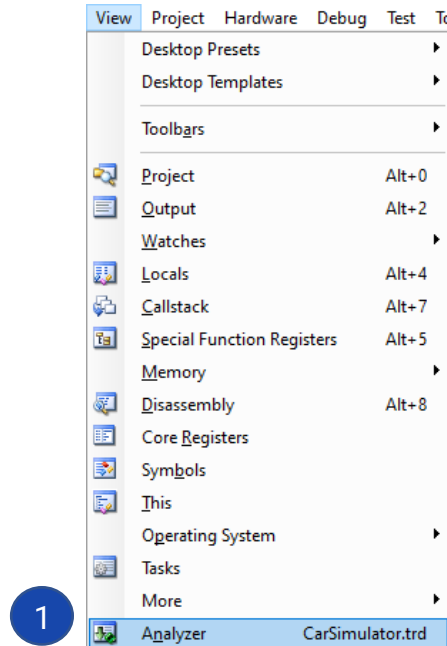 View Project Hardware Debug Test
Desktop Presets
Desktop Templates
Toolbars
Project Alt+0
Output Alt+2
Watches
Locals Alt+4
Callstack Alt+7
Special Function Registers Alt+5
Memory
Disassembly Alt+8
Core Registers
Symbols
This
Operating System
Tasks
More
1 Analyzer CarSimulator.trd